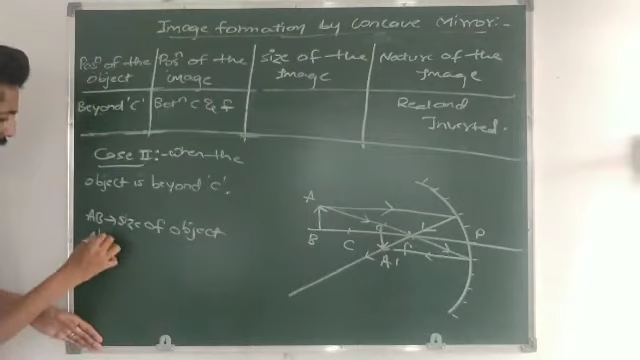 Image formation by Concave Mirror:-
Posn of the object
Posn of the image
Size of the Image
Nature of the Image
Beyond 'C'
Betn C & F
Real and Inverted.
Case II:- when the
object is beyond 'C'.
AB → Size of object
A
B
C
F
P
A1